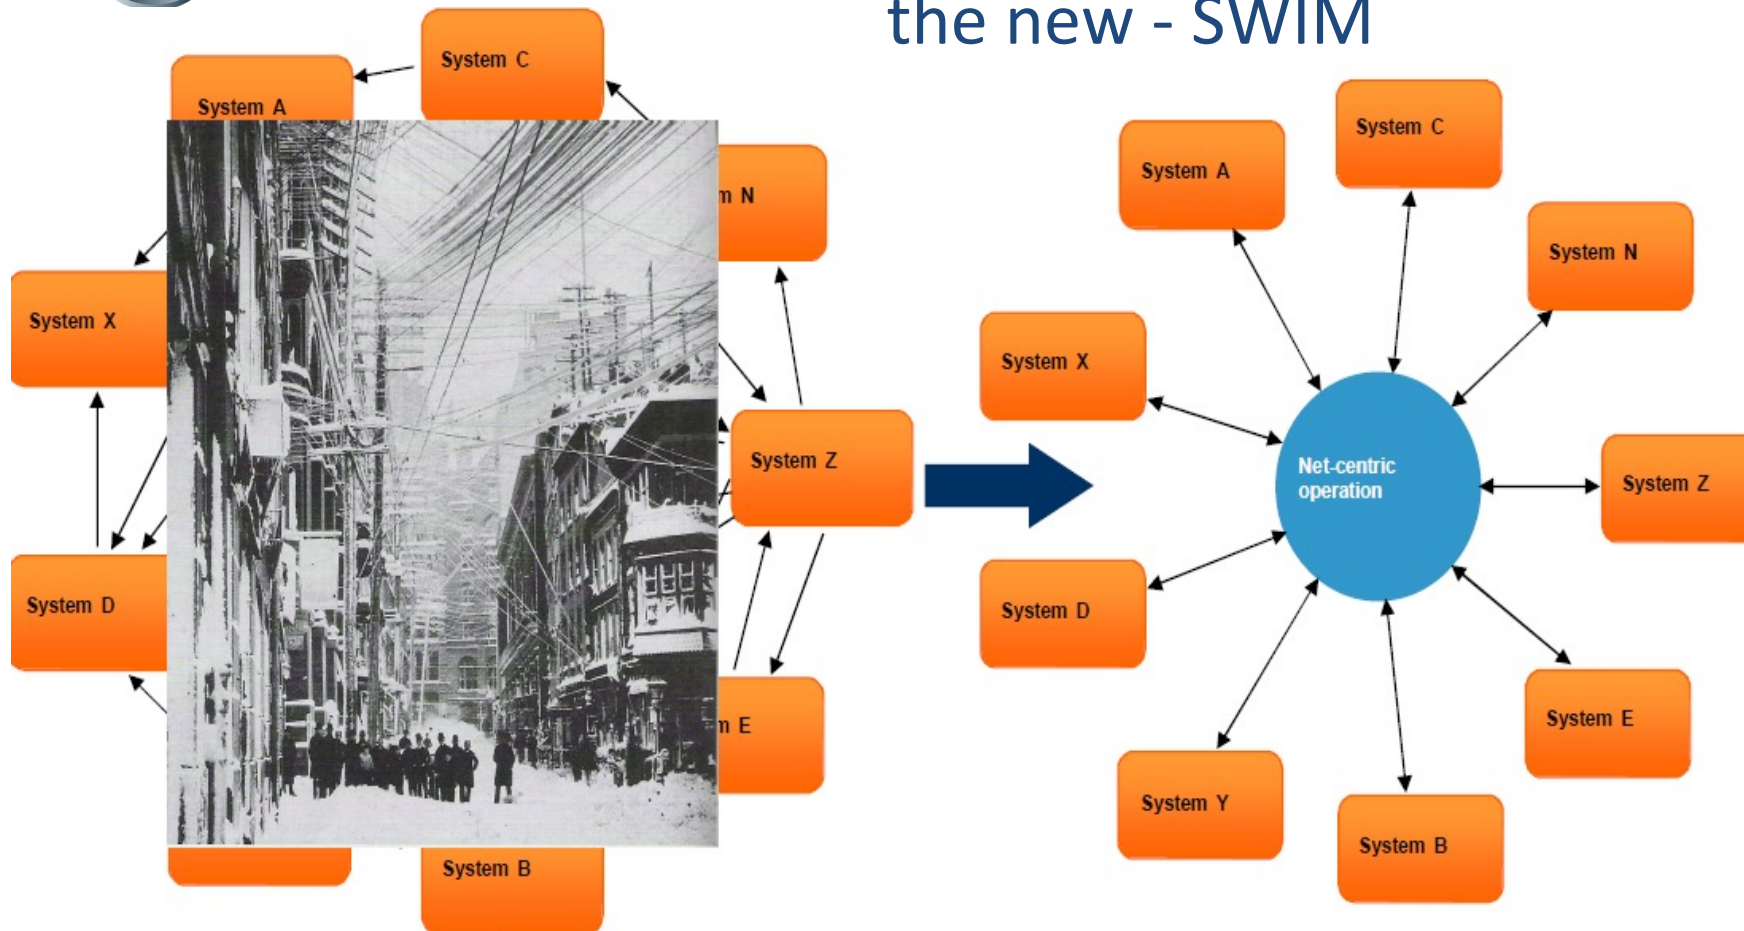 the new - SWIM
System C
System A
m N
System X
System Z
System D
m E
System B
System C
System A
System N
System X
Net-centric
operation
System Z
System D
System E
System Y
System B